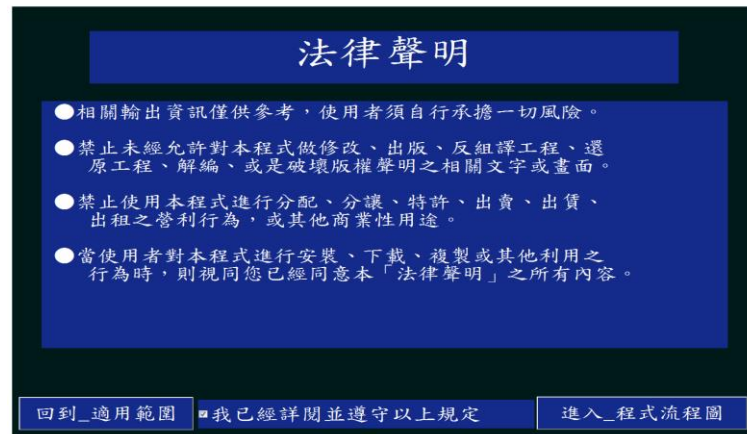 法律聲明
●相關輸出資訊僅供參考，使用者須自行承擔一切風險。
●禁止未經允許對本程式做修改、出版、反組譯工程、還
原工程、解編、或是破壞版權聲明之相關文字或畫面。
●禁止使用本程式進行分配、分讓、特許、出賣、出賃、
出租之營利行為，或其他商業性用途。
●當使用者對本程式進行安裝、下載、複製或其他利用之
行為時，則視同您已經同意本「法律聲明」之所有內容。
回到_適用範圍 ☑我已經詳閱並遵守以上規定 進入_程式流程圖